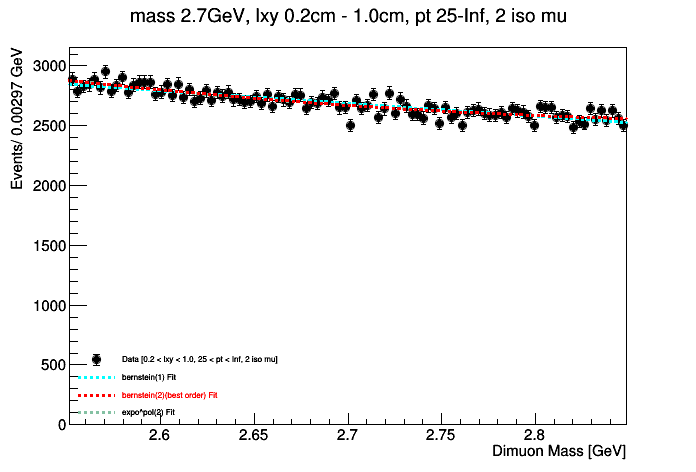 mass 2.7GeV, lxy 0.2cm - 1.0cm, pt 25-Inf, 2 iso mu
Events/ 0.00297 GeV
3000
2500
2000
1500
1000
500
0
Data [0.2 < lxy < 1.0, 25 < pt < Inf, 2 iso mu]
bernstein(1) Fit
bernstein(2)(best order) Fit
expo*pol(2) Fit
2.6 2.65 2.7 2.75 2.8
Dimuon Mass [GeV]